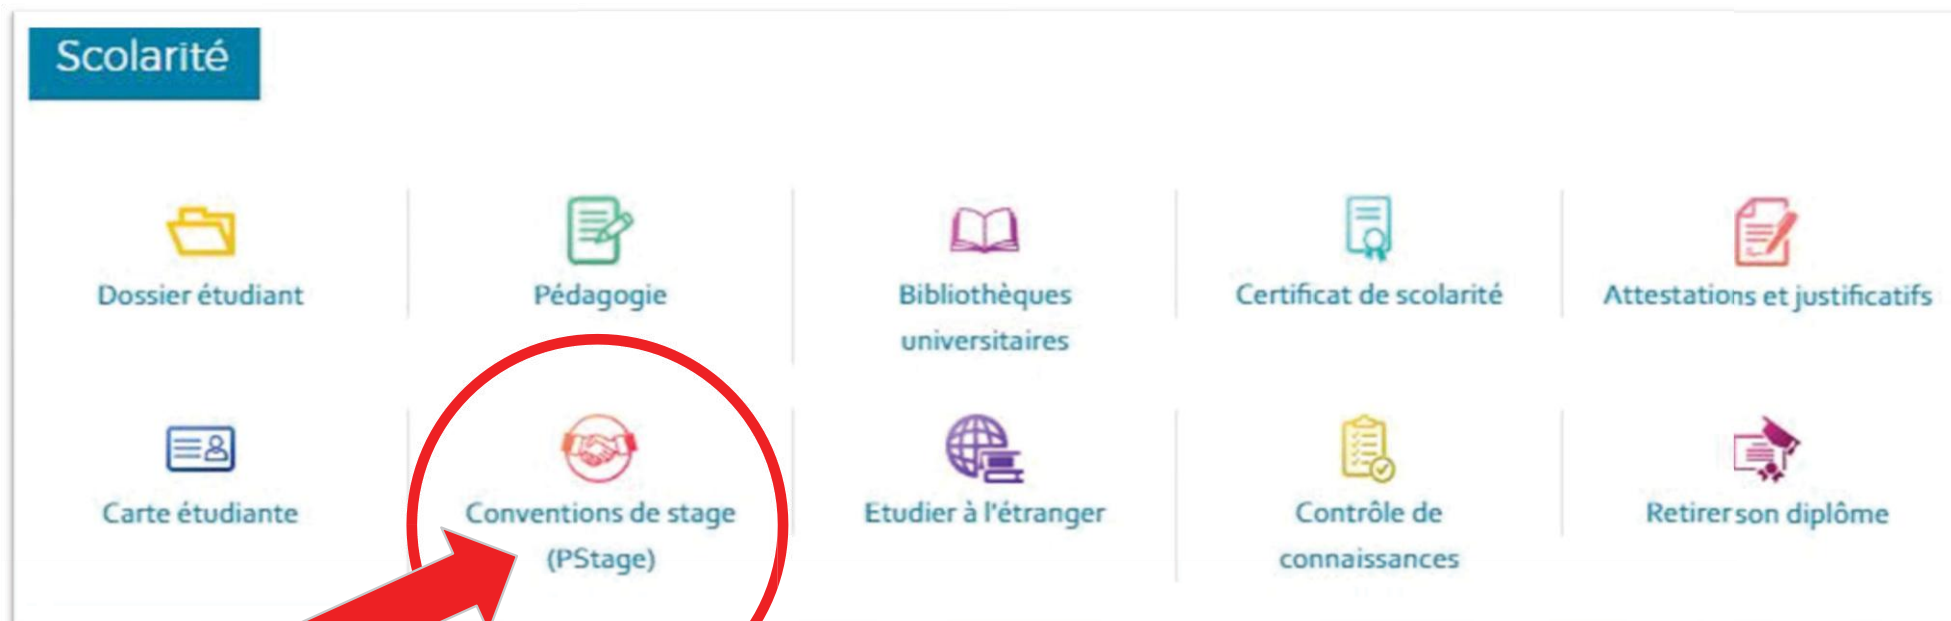 Scolarité
Dossier étudiant
Pédagogie
Bibliothèques
universitaires
Certificat de scolarité
Attestations et justificatifs
Carte étudiante
Conventions de stage
(PStage)
Etudier à l'étranger
Contrôle de
connaissances
Retirer son diplôme